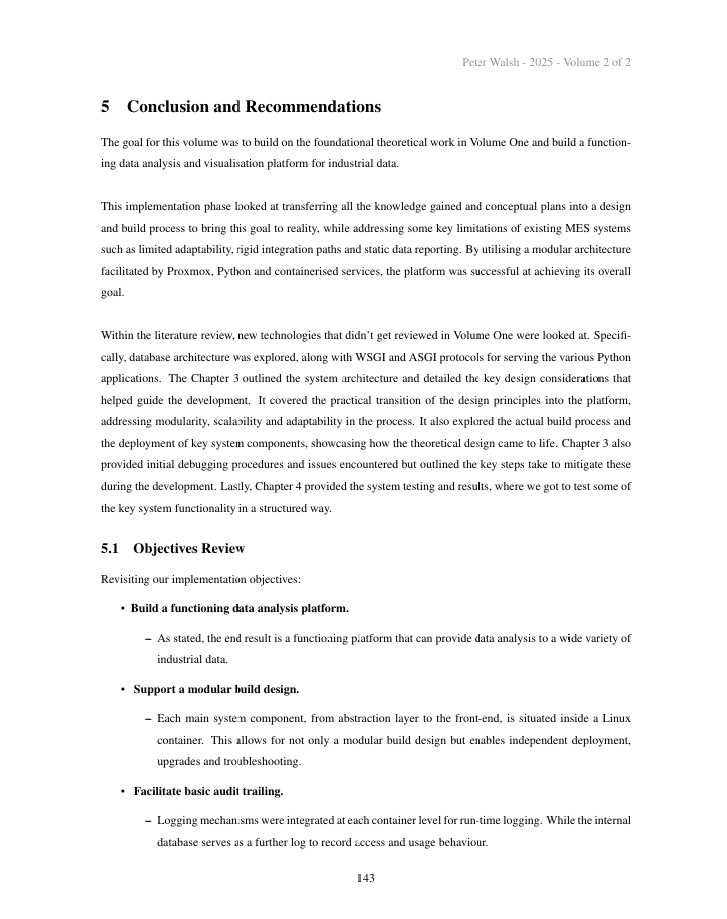 Peter Walsh - 2025 - Volume 2 of 2
5 Conclusion and Recommendations
The goal for this volume was to build on the foundational theoretical work in Volume One and build a function-
ing data analysis and visualisation platform for industrial data.
This implementation phase looked at transferring all the knowledge gained and conceptual plans into a design
and build process to bring this goal to reality, while addressing some key limitations of existing MES systems
such as limited adaptability, rigid integration paths and static data reporting. By utilising a modular architecture
facilitated by Proxmox, Python and containerised services, the platform was successful at achieving its overall
goal.
Within the literature review, new technologies that didn't get reviewed in Volume One were looked at. Specifi-
cally, database architecture was explored, along with WSGI and ASGI protocols for serving the various Python
applications. The Chapter 3 outlined the system architecture and detailed the key design considerations that
helped guide the development. It covered the practical transition of the design principles into the platform,
addressing modularity, scalability and adaptability in the process. It also explored the actual build process and
the deployment of key system components, showcasing how the theoretical design came to life. Chapter 3 also
provided initial debugging procedures and issues encountered but outlined the key steps take to mitigate these
during the development. Lastly, Chapter 4 provided the system testing and results, where we got to test some of
the key system functionality in a structured way.
5.1 Objectives Review
Revisiting our implementation objectives:
• Build a functioning data analysis platform.
– As stated, the end result is a functioning platform that can provide data analysis to a wide variety of
industrial data.
• Support a modular build design.
– Each main system component, from abstraction layer to the front-end, is situated inside a Linux
container. This allows for not only a modular build design but enables independent deployment,
upgrades and troubleshooting.
• Facilitate basic audit trailing.
– Logging mechanisms were integrated at each container level for run-time logging. While the internal
database serves as a further log to record access and usage behaviour.
143